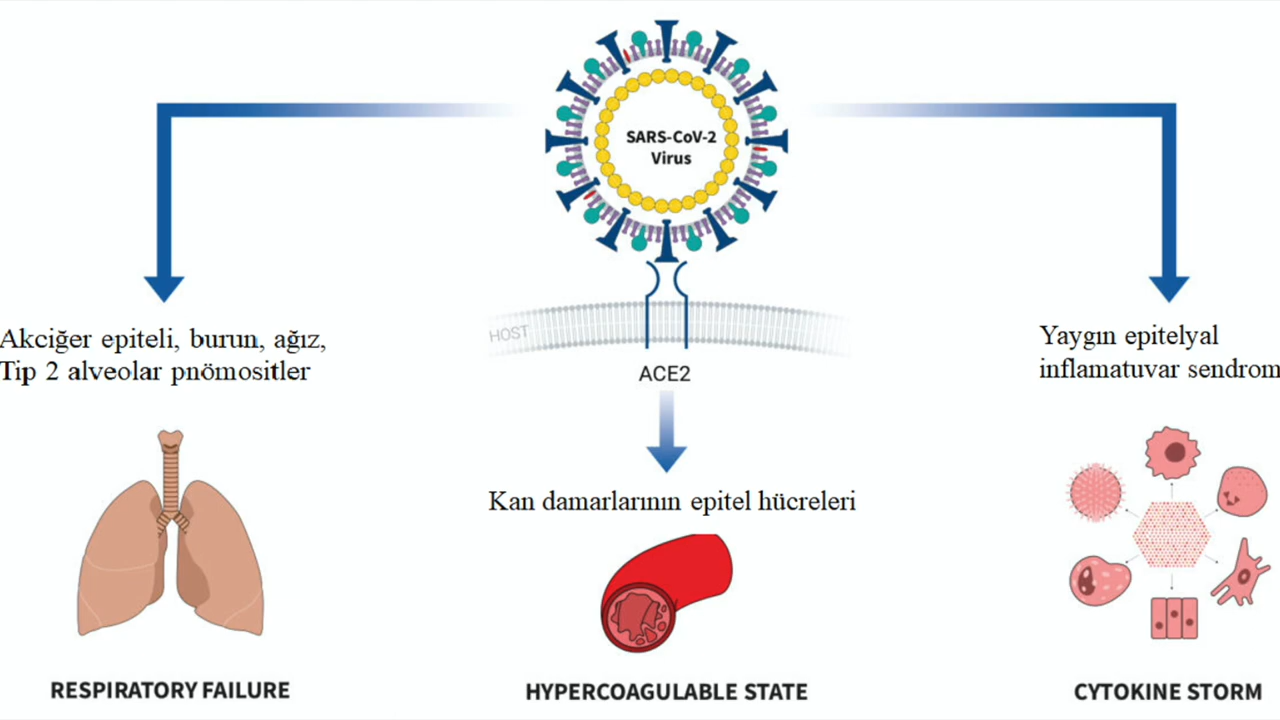 SARS-CoV-2
Virus
HOST
ACE2
Akciğer epiteli, burun, ağız,
Tip 2 alveolar pnömositler
RESPIRATORY FAILURE
Kan damarlarının epitel hücreleri
HYPERCOAGULABLE STATE
Yaygın epitelyal
inflamatuvar sendrom
CYTOKINE STORM